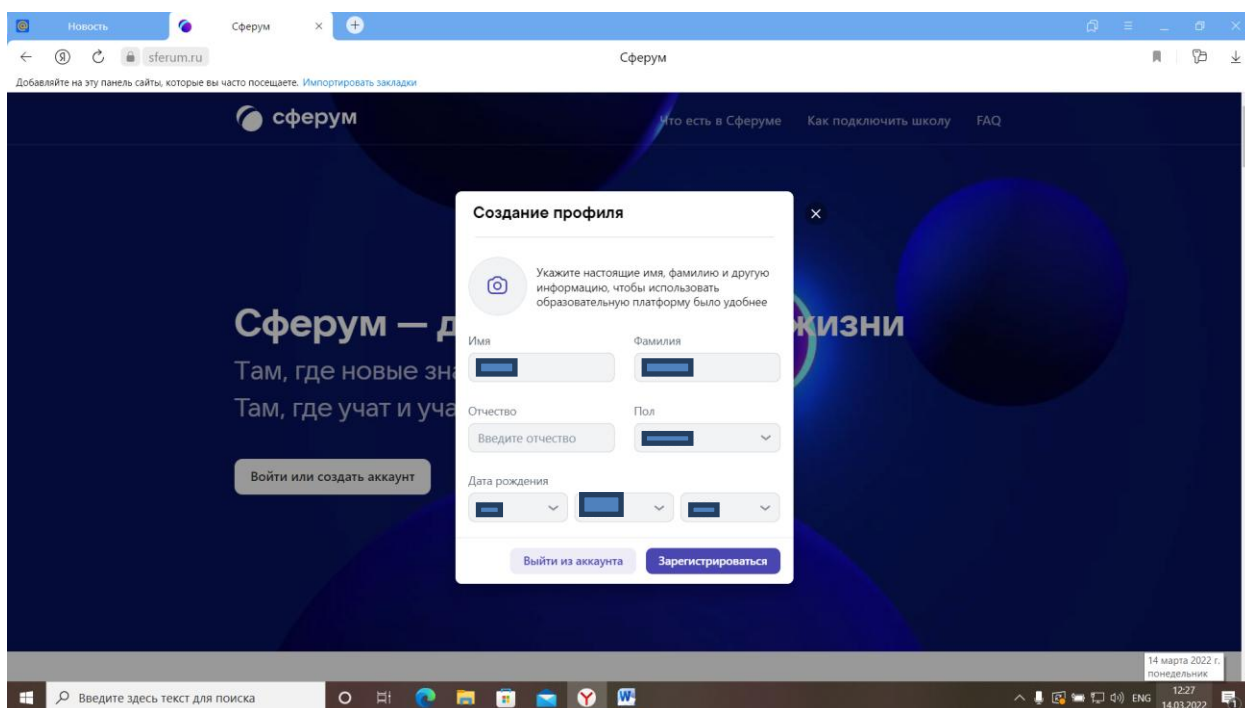 Новость
Сферум
sferum.ru
Сферум
Добавляйте на эту панель сайты, которые вы часто посещаете. Импортировать закладки
сферум
Что есть в Сферуме
Как подключить школу
FAQ
Создание профиля
Укажите настоящие имя, фамилию и другую
информацию, чтобы использовать
образовательную платформу было удобнее
Сферум — д
жизни
Там, где новые зна
Там, где учат и уча
Имя
Фамилия
Отчество
Пол
Введите отчество
Дата рождения
Войти или создать аккаунт
Выйти из аккаунта
Зарегистрироваться
14 марта 2022 г.
понедельник
Введите здесь текст для поиска
ENG
12:27
14.03.2022